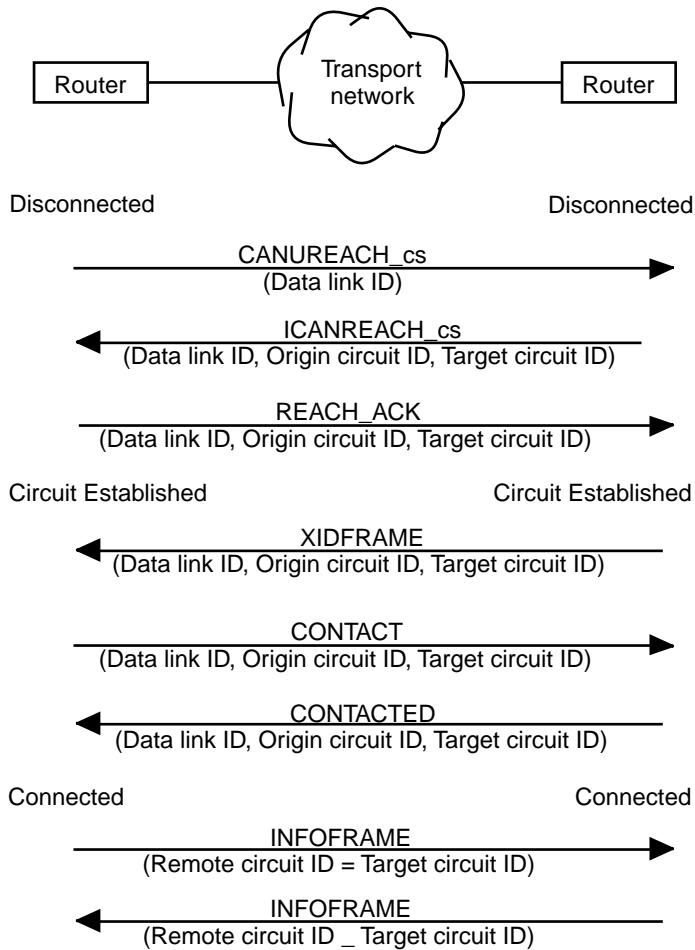 Router
Transport
network
Router
Disconnected
Disconnected
CANUREACH_cs
(Data link ID)
ICANREACH_cs
(Data link ID, Origin circuit ID, Target circuit ID)
REACH_ACK
(Data link ID, Origin circuit ID, Target circuit ID)
Circuit Established
Circuit Established
XIDFRAME
(Data link ID, Origin circuit ID, Target circuit ID)
CONTACT
(Data link ID, Origin circuit ID, Target circuit ID)
CONTACTED
(Data link ID, Origin circuit ID, Target circuit ID)
Connected
Connected
INFOFRAME
(Remote circuit ID = Target circuit ID)
INFOFRAME
(Remote circuit ID _ Target circuit ID)